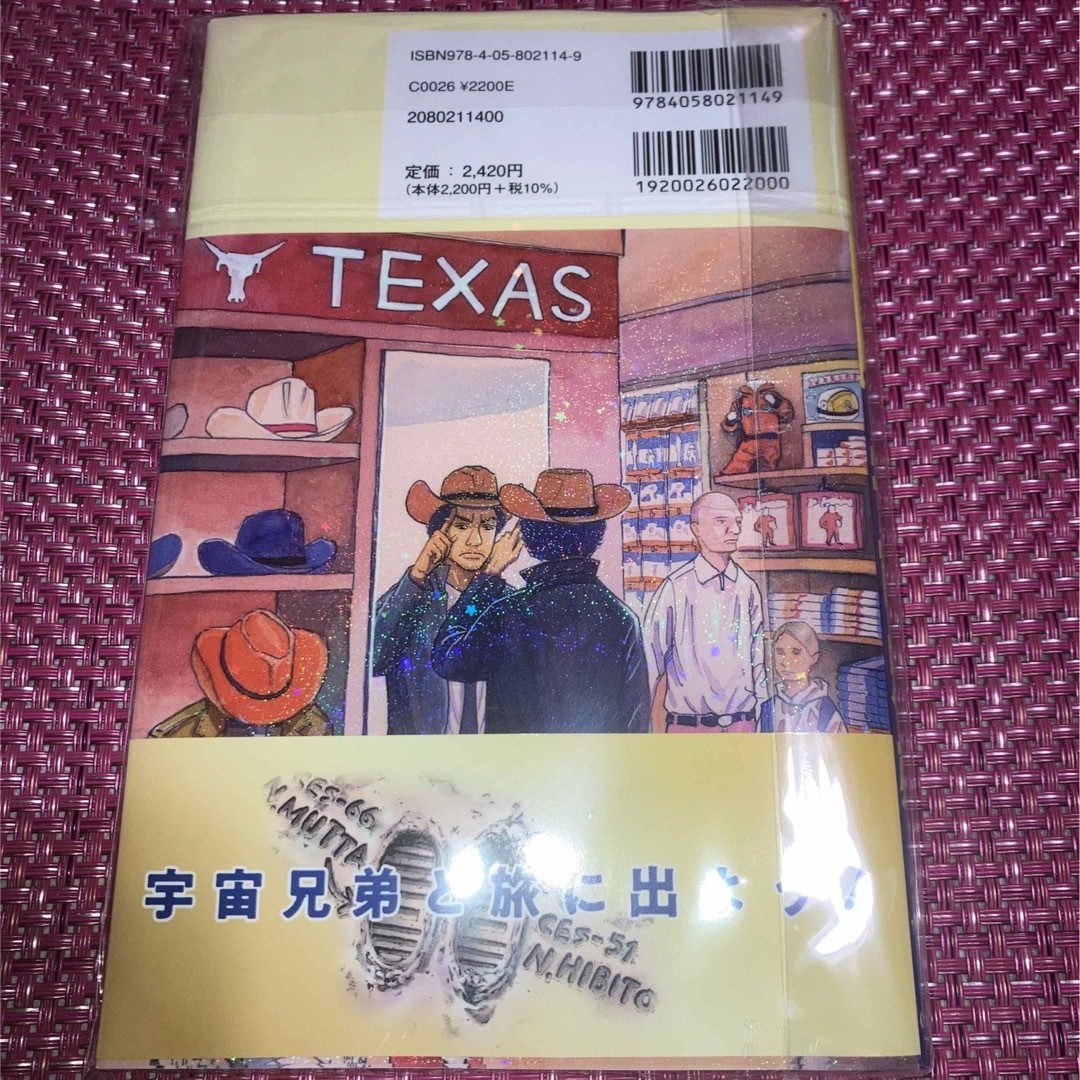 ISBN978-4-05-802114-9
C0026 ¥2200E
2080211400
定価：2,420円
（本体2,200円＋税10%）
9784058021149
1920026022000
TEXAS
CES-66
N.MUTTA
宇宙兄弟と旅に出よう！
CES-51
N.HIBITO